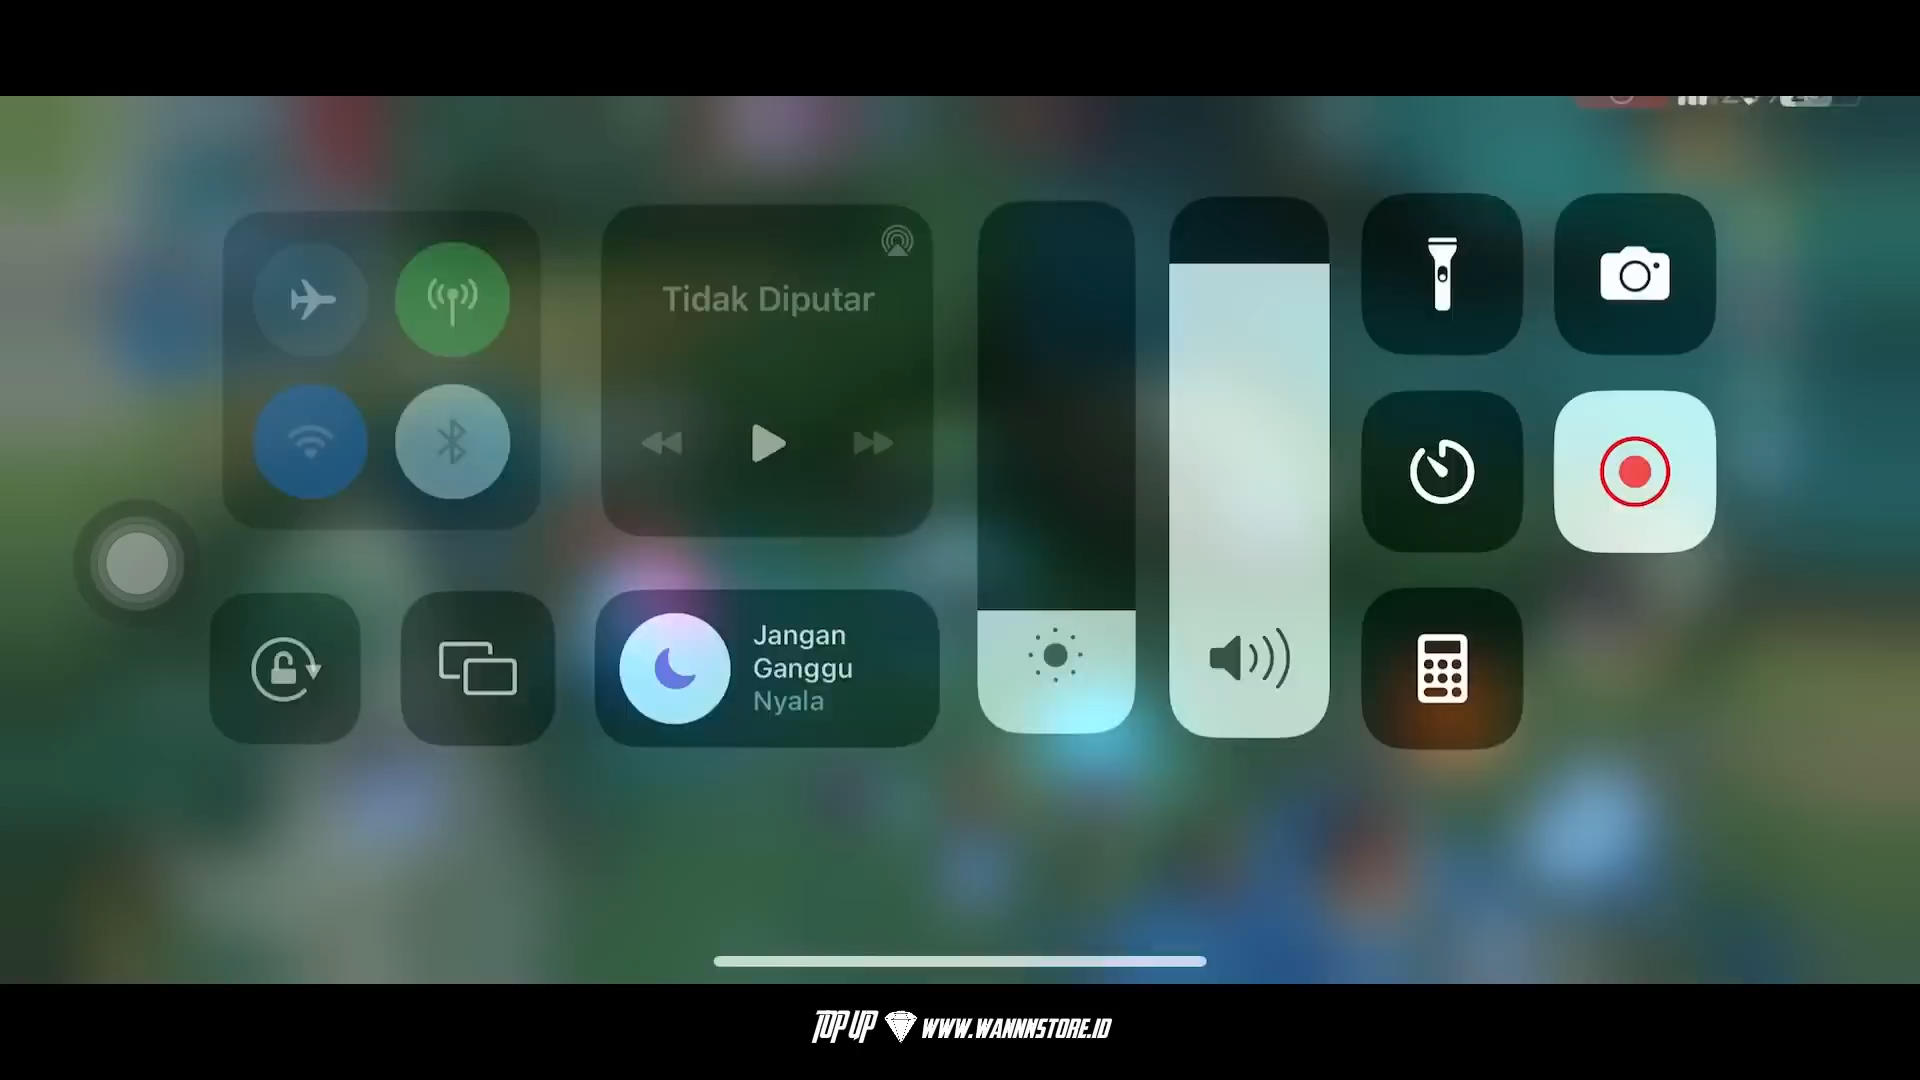 Tidak Diputar
Jangan
Ganggu
Nyala
TOP UP WWW.WANNNSTORE.ID